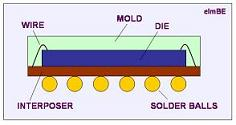 elmBE
WIRE
MOLD
DIE
INTERPOSER
SOLDER BALLS